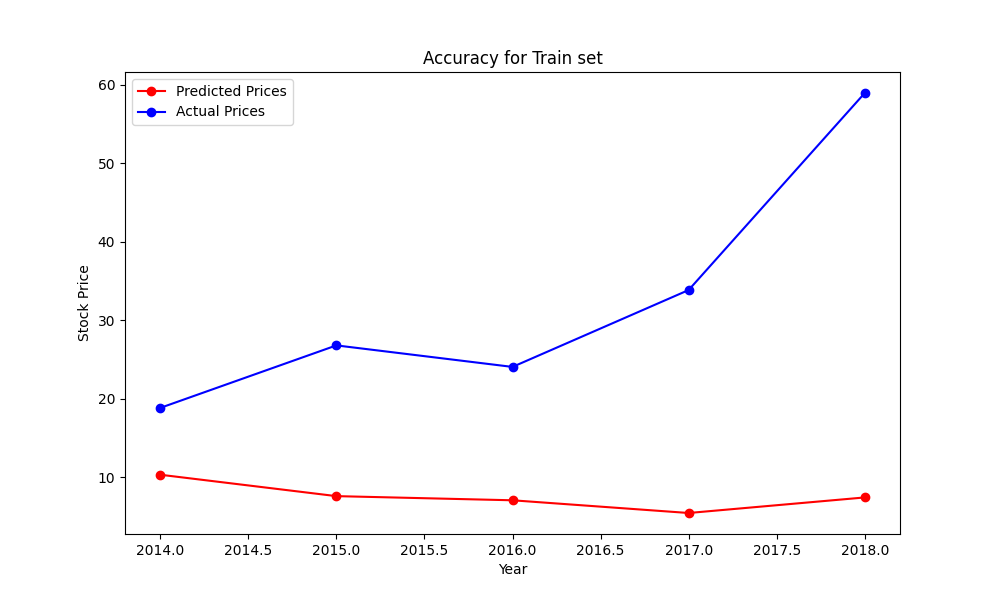 Accuracy for Train set
Predicted Prices
Actual Prices
60
50
40
30
20
10
Stock Price
2014.0 2014.5 2015.0 2015.5 2016.0 2016.5 2017.0 2017.5 2018.0
Year